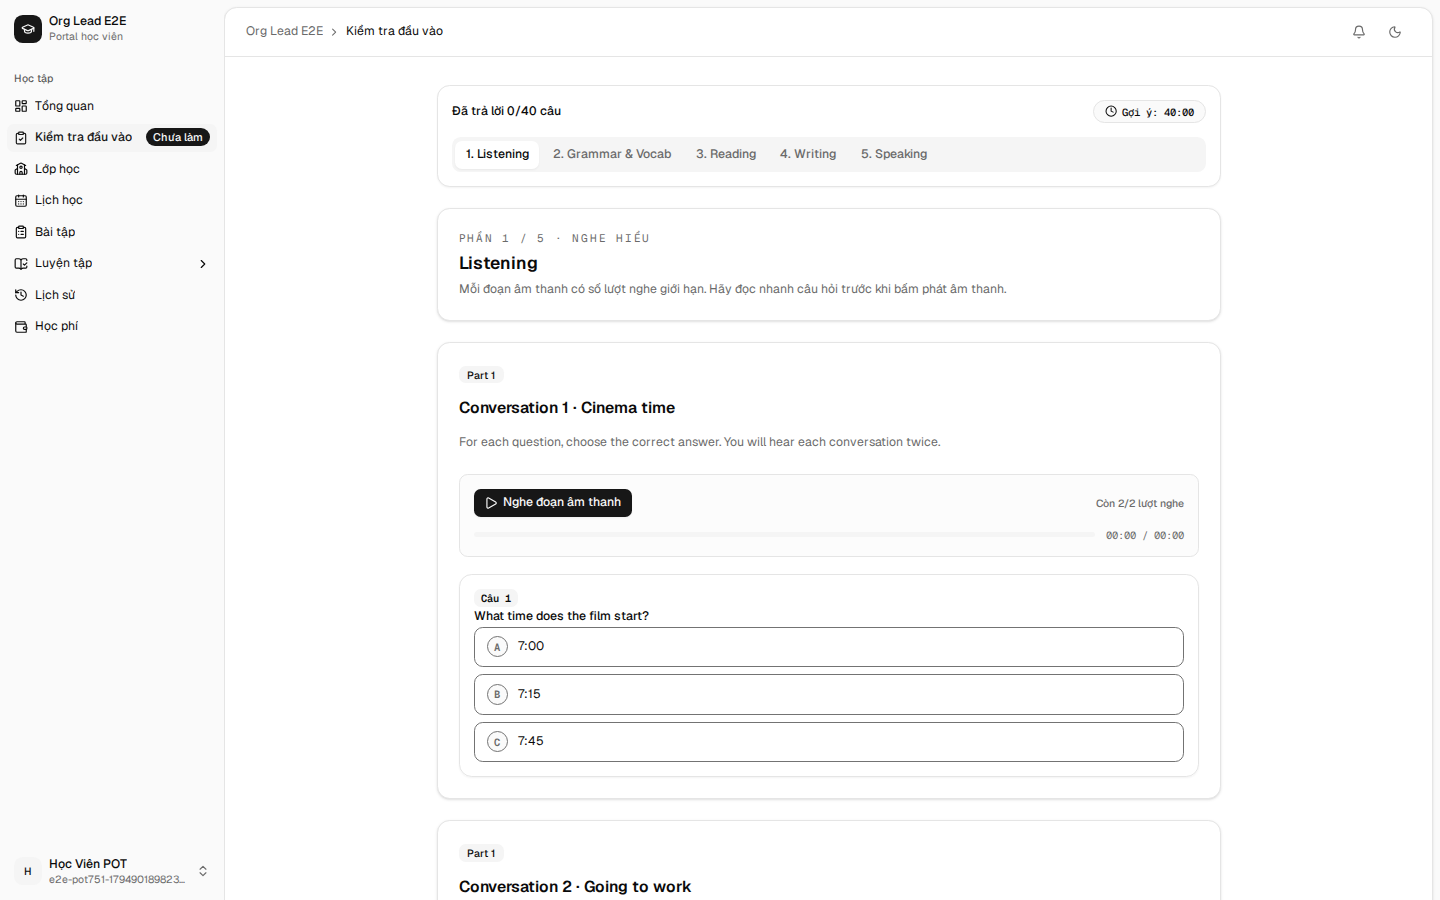 Org Lead E2E
Portal học viên
Học tập
Tổng quan
Kiểm tra đầu vào
Chưa làm
Lớp học
Lịch học
Bài tập
Luyện tập
Lịch sử
Học phí
Học Viên POT
e2e-pot751-179490189823...
Org Lead E2E > Kiểm tra đầu vào
Đã trả lời 0/40 câu
Gợi ý: 40:00
1. Listening
2. Grammar & Vocab
3. Reading
4. Writing
5. Speaking
PHẦN 1 / 5 · NGHE HIỂU
Listening
Mỗi đoạn âm thanh có số lượt nghe giới hạn. Hãy đọc nhanh câu hỏi trước khi bấm phát âm thanh.
Part 1
Conversation 1 · Cinema time
For each question, choose the correct answer. You will hear each conversation twice.
Nghe đoạn âm thanh
Còn 2/2 lượt nghe
00:00 / 00:00
Câu 1
What time does the film start?
A 7:00
B 7:15
C 7:45
Part 1
Conversation 2 · Going to work
H